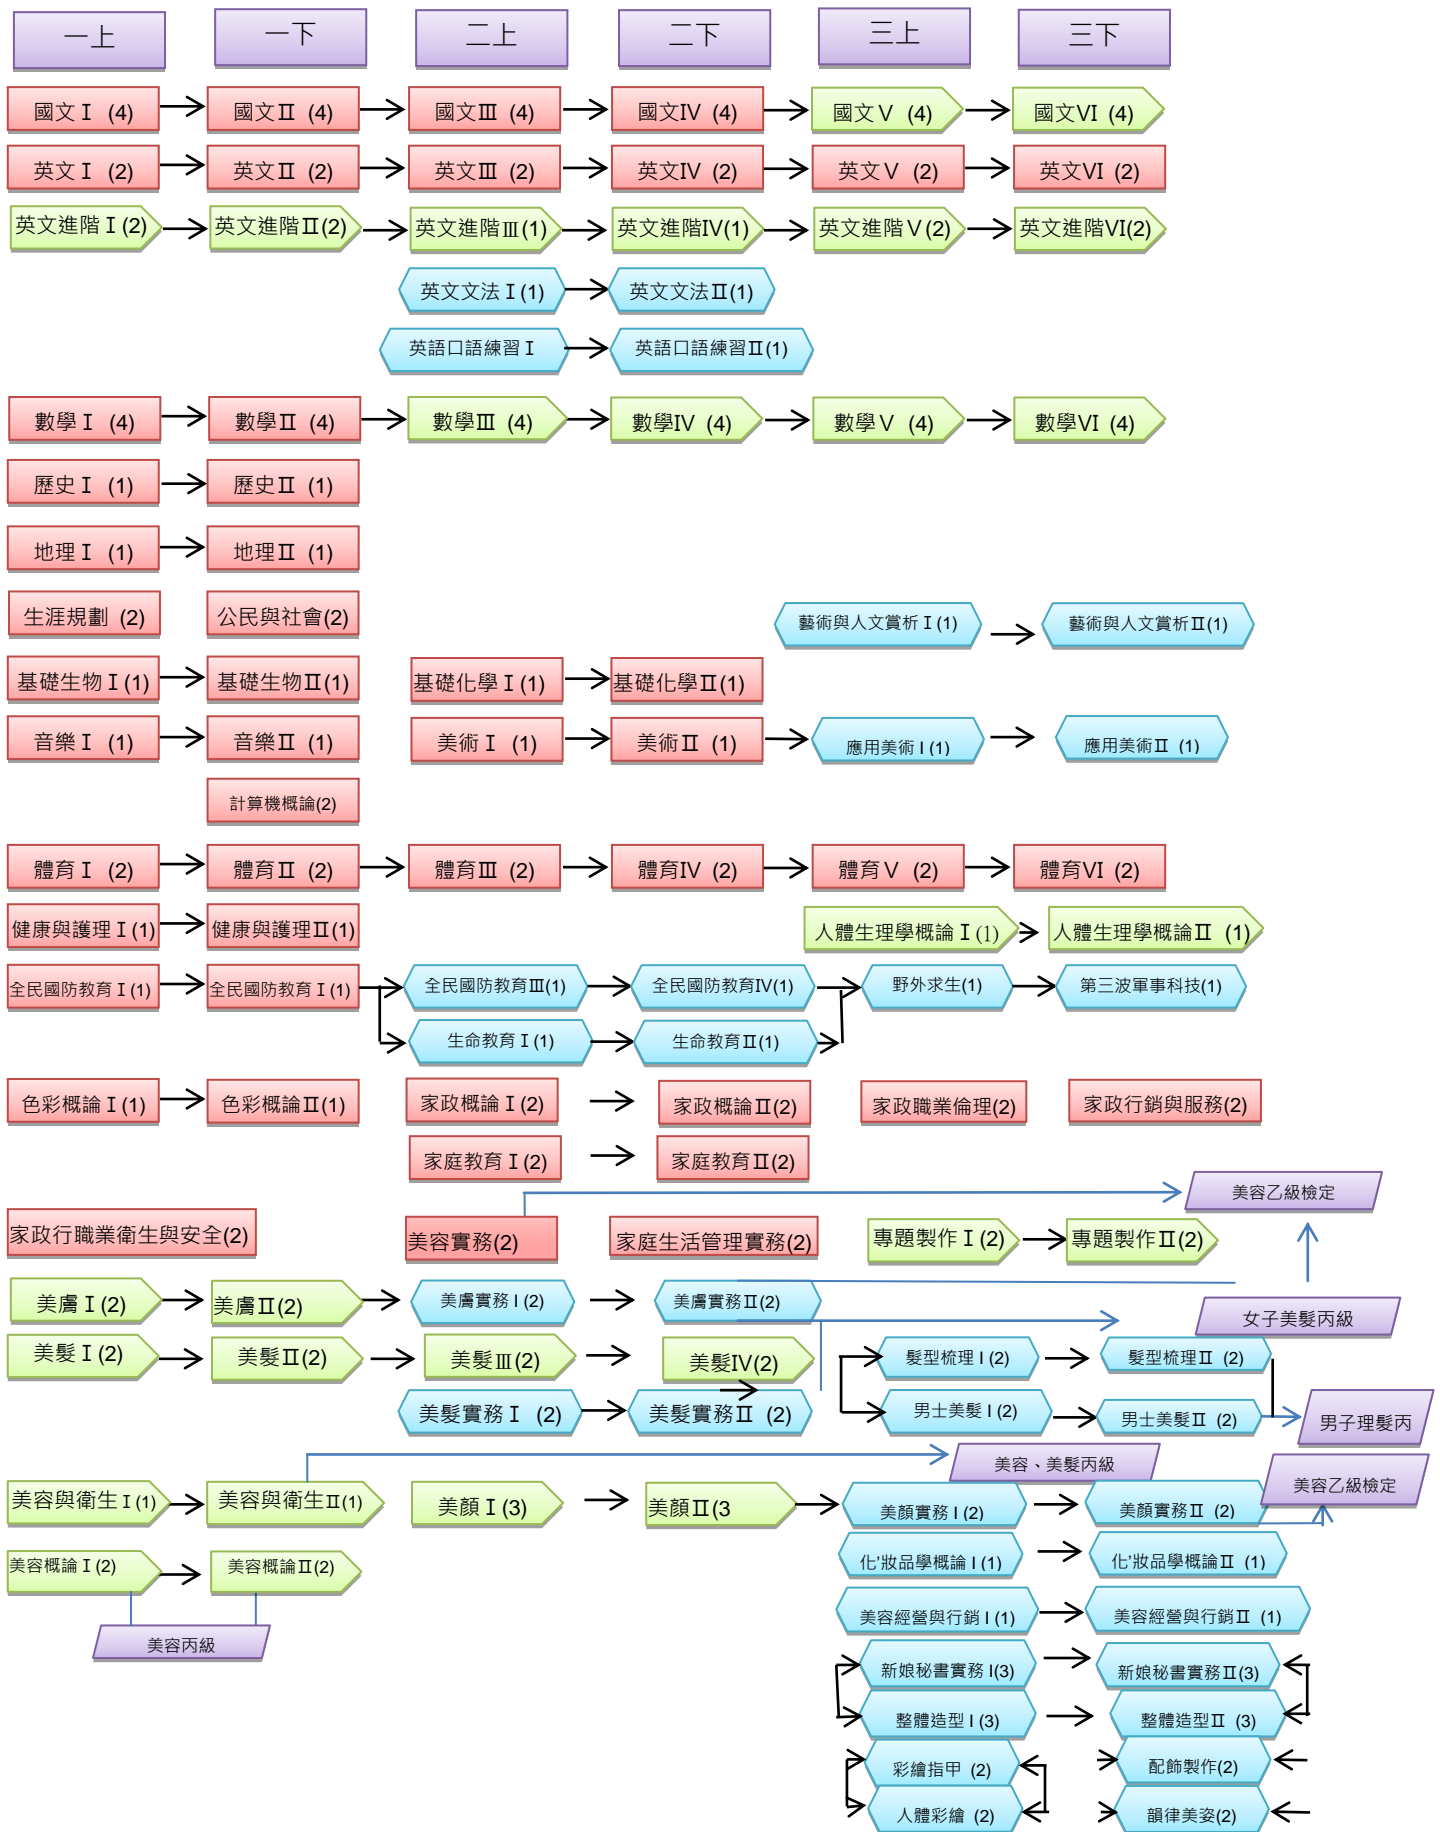 一上
一下
二上
二下
三上
三下
國文Ⅰ (4)
國文Ⅱ (4)
國文Ⅲ (4)
國文Ⅳ (4)
國文Ⅴ (4)
國文Ⅵ (4)
英文Ⅰ (2)
英文Ⅱ (2)
英文Ⅲ (2)
英文Ⅳ (2)
英文Ⅴ (2)
英文Ⅵ (2)
英文進階Ⅰ(2)
英文進階Ⅱ(2)
英文進階Ⅲ(1)
英文進階Ⅳ(1)
英文進階Ⅴ(2)
英文進階Ⅵ(2)
英文文法Ⅰ(1)
英文文法Ⅱ(1)
英語口語練習Ⅰ
英語口語練習Ⅱ(1)
數學Ⅰ (4)
數學Ⅱ (4)
數學Ⅲ (4)
數學Ⅳ (4)
數學Ⅴ (4)
數學Ⅵ (4)
歷史Ⅰ (1)
歷史Ⅱ (1)
地理Ⅰ (1)
地理Ⅱ (1)
生涯規劃 (2)
公民與社會(2)
藝術與人文賞析Ⅰ(1)
藝術與人文賞析Ⅱ(1)
基礎生物Ⅰ(1)
基礎生物Ⅱ(1)
基礎化學Ⅰ(1)
基礎化學Ⅱ(1)
音樂Ⅰ (1)
音樂Ⅱ (1)
美術Ⅰ (1)
美術Ⅱ (1)
應用美術 I (1)
應用美術Ⅱ (1)
計算機概論(2)
體育Ⅰ (2)
體育Ⅱ (2)
體育Ⅲ (2)
體育Ⅳ (2)
體育Ⅴ (2)
體育Ⅵ (2)
健康與護理Ⅰ(1)
健康與護理Ⅱ(1)
人體生理學概論Ⅰ(1)
人體生理學概論Ⅱ (1)
全民國防教育Ⅰ(1)
全民國防教育Ⅰ(1)
全民國防教育Ⅲ(1)
全民國防教育Ⅳ(1)
野外求生(1)
第三波軍事科技(1)
生命教育Ⅰ(1)
生命教育Ⅱ(1)
色彩概論Ⅰ(1)
色彩概論Ⅱ(1)
家政概論Ⅰ(2)
家政概論Ⅱ(2)
家政職業倫理(2)
家政行銷與服務(2)
家庭教育Ⅰ(2)
家庭教育Ⅱ(2)
美容乙級檢定
家政行職業衛生與安全(2)
美容實務(2)
家庭生活管理實務(2)
專題製作Ⅰ(2)
專題製作Ⅱ(2)
美膚Ⅰ(2)
美膚Ⅱ(2)
美膚實務 I (2)
美膚實務Ⅱ(2)
女子美髮丙級
美髮Ⅰ(2)
美髮Ⅱ(2)
美髮Ⅲ(2)
美髮Ⅳ(2)
髮型梳理 I (2)
髮型梳理Ⅱ (2)
美髮實務Ⅰ (2)
美髮實務Ⅱ (2)
男士美髮 I (2)
男士美髮Ⅱ (2)
男子理髮丙
美容、美髮丙級
美容乙級檢定
美容與衛生Ⅰ(1)
美容與衛生Ⅱ(1)
美顏Ⅰ(3)
美顏Ⅱ(3
美顏實務 I (2)
美顏實務Ⅱ (2)
美容概論Ⅰ(2)
美容概論Ⅱ(2)
化'妝品學概論 I (1)
化'妝品學概論Ⅱ (1)
美容經營與行銷 I (1)
美容經營與行銷Ⅱ (1)
美容丙級
新娘秘書實務 I(3)
新娘秘書實務Ⅱ(3)
整體造型 I (3)
整體造型Ⅱ (3)
彩繪指甲 (2)
配飾製作(2)
人體彩繪 (2)
韻律美姿(2)